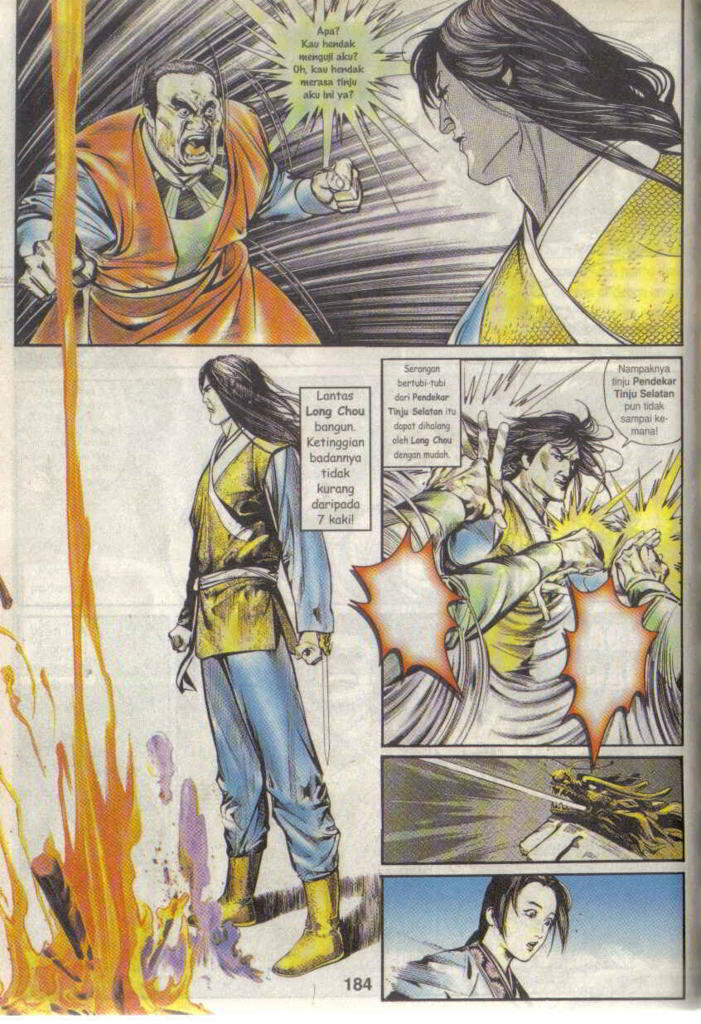 Apa?
Kau hendak
menguji aku?
Oh, kau hendak
merasa tinju
aku ini ya?
Lantas
Long Chou
bangun.
Ketinggian
badannya
tidak
kurang
daripada
7 kaki!
Serangan
bertubi-tubi
dari Pendekar
Tinju Selatan itu
dapat dihalang
oleh Long Chou
dengan mudah.
Nampaknya
tinju Pendekar
Tinju Selatan
pun tidak
sampai ke-
mana!
184